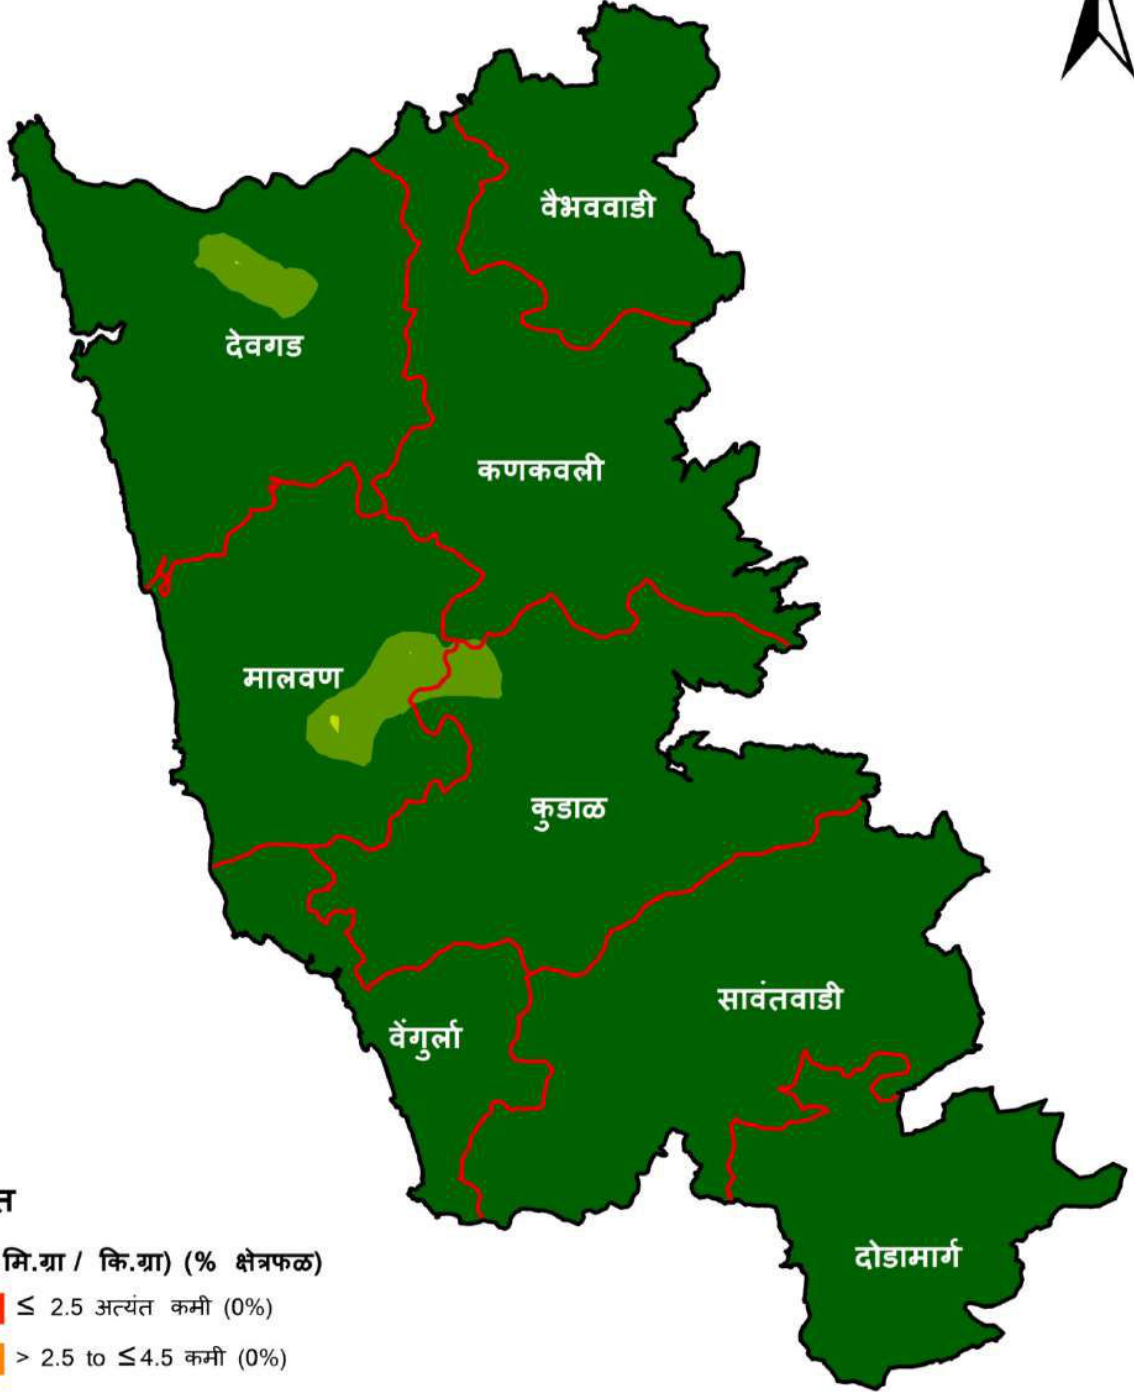 वैभववाडी
देवगड
कणकवली
मालवण
कुडाळ
सावंतवाडी
वेंगुर्ला
दोडामार्ग
मि.ग्रा / कि.ग्रा) (% क्षेत्रफळ)
≤ 2.5 अत्यंत कमी (0%)
> 2.5 to ≤4.5 कमी (0%)